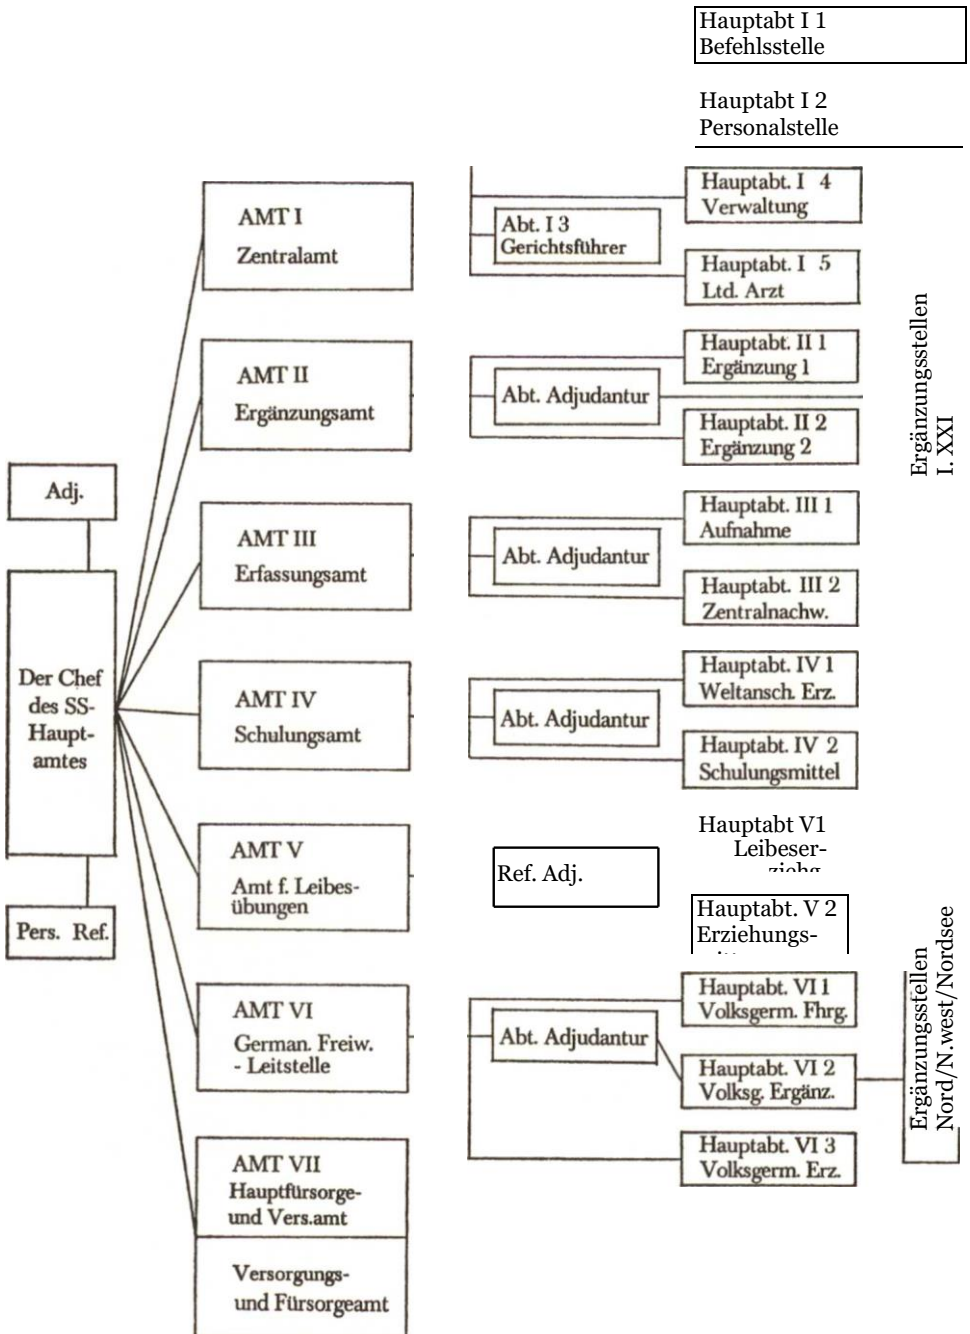 Hauptabt I 1
Befehlsstelle
Hauptabt I 2
Personalstelle
AMT I
Zentralamt
Abt. I 3
Gerichtsführer
Hauptabt. I 4
Verwaltung
Hauptabt. I 5
Ltd. Arzt
AMT II
Ergänzungsamt
Abt. Adjudantur
Hauptabt. II 1
Ergänzung 1
Hauptabt. II 2
Ergänzung 2
Ergänzungsstellen
I. XXI
Adj.
Der Chef
des SS-
Haupt-
amtes
Pers. Ref.
AMT III
Erfassungsamt
Abt. Adjudantur
Hauptabt. III 1
Aufnahme
Hauptabt. III 2
Zentralnachw.
AMT IV
Schulungsamt
Abt. Adjudantur
Hauptabt. IV 1
Weltansch. Erz.
Hauptabt. IV 2
Schulungsmittel
AMT V
Amt f. Leibes-
übungen
Ref. Adj.
Hauptabt V1
Leibeser-
ziehg
Hauptabt. V 2
Erziehungs-
AMT VI
German. Freiw.
- Leitstelle
Abt. Adjudantur
Hauptabt. VI 1
Volksgerm. Fhrg.
Hauptabt. VI 2
Volksg. Ergänz.
Hauptabt. VI 3
Volksgerm. Erz.
Ergänzungsstellen
Nord/N.west/Nordsee
AMT VII
Hauptfürsorge-
und Vers.amt
Versorgungs-
und Fürsorgeamt